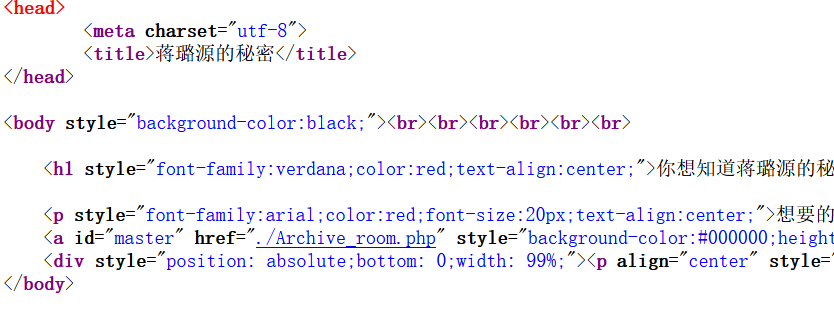 <head>
<meta charset="utf-8">
<title>蒋璐源的秘密</title>
</head>
<body style="background-color:black;"><br><br><br><br><br><br>
<h1 style="font-family:verdana;color:red;text-align:center;">你想知道蒋璐源的秘
<p style="font-family:arial;color:red;font-size:20px;text-align:center;">想要的
<a id="master" href="./Archive_room.php" style="background-color:#000000;height
<div style="position: absolute;bottom: 0;width: 99%;"><p align="center" style="
</body>